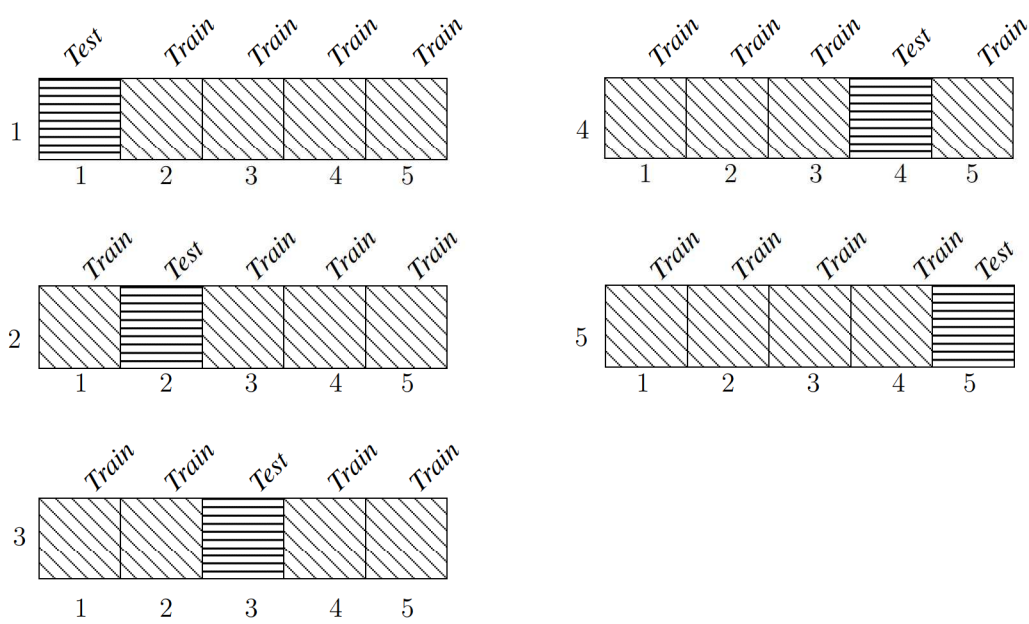 Test Train Train Train Train
1
1 2 3 4 5
Train Test Train Train Train
2
1 2 3 4 5
Train Train Test Train Train
3
1 2 3 4 5
Train Train Train Test Train
4
1 2 3 4 5
Train Train Train Train Test
5
1 2 3 4 5